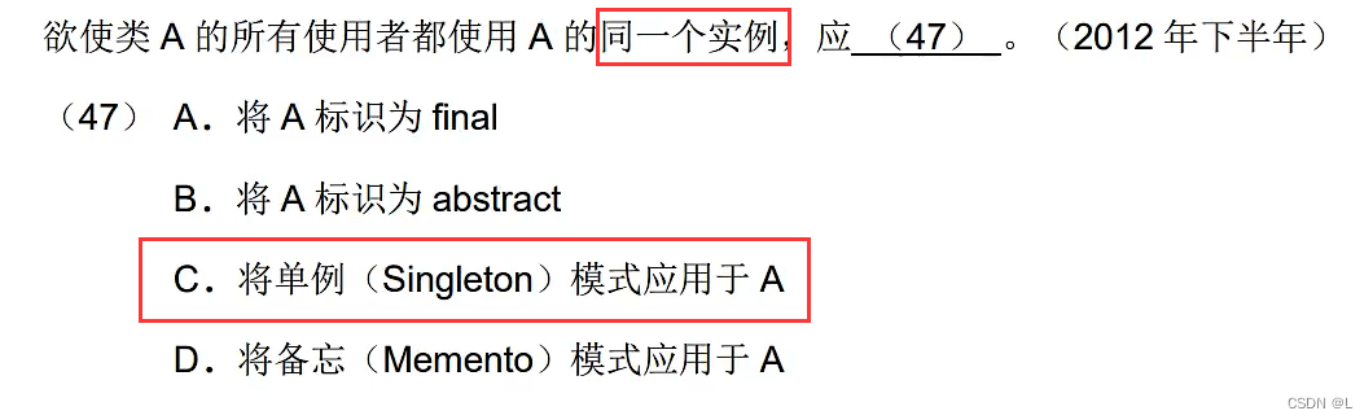 欲使类 A 的所有使用者都使用 A 的同一个实例，应 （47） 。（2012 年下半年）
（47） A．将 A 标识为 final
B．将 A 标识为 abstract
C．将单例（Singleton）模式应用于 A
D．将备忘（Memento）模式应用于 A
CSDN @L